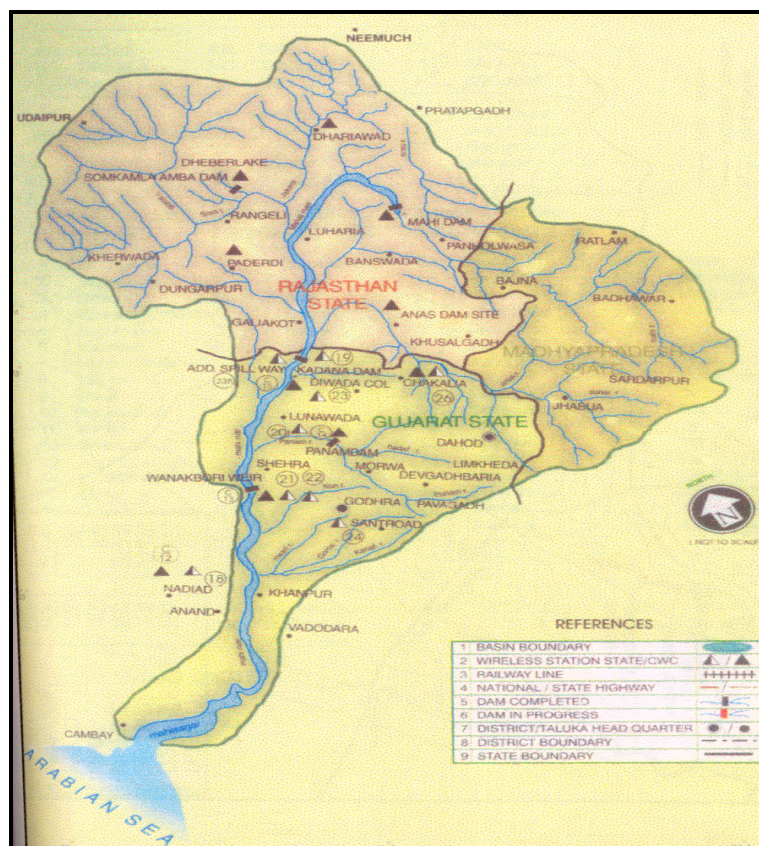 NEEMUCH
PRATAPGADH
UDAIPUR
DHARIAWAD
DHEBERLAKE
SOMKAMLA AMBA DAM
RANGELI
MAHI DAM
LUHARIA
PANHOLWASA
RATLAM
KHERWADA
PADERDI
BANSWADA
BAJNA
DUNGARPUR
RAJASTHAN
STATE
BADHAWAR
ANAS DAM SITE
GALIAKOT
KHUSALGADH
MADHYAPRADESH
STATE
19
ADD. SPILL WAY
KADANA DAM
SARDARPUR
DIWADA COL
CHAKALIA
23
26
JHABUA
LUNAWADA
GUJARAT STATE
20
Panam r.
PANAMDAM
DAHOD
SHEHRA
MORWA
LIMKHEDA
WANAKBORI WEIR
21
22
DEVGADHBARIA
Panam r.
GODHRA
PAVAGADH
NORTH
N
SANTROAD
24
NOT TO SCALE
12
18
NADIAD
ANAND
KHANPUR
VADODARA
CAMBAY
mahisagar
ARABIAN SEA
REFERENCES
1 BASIN BOUNDARY
2 WIRELESS STATION STATE/CWC /
3 RAILWAY LINE
4 NATIONAL / STATE HIGHWAY /
5 DAM COMPLETED
6 DAM IN PROGRESS
7 DISTRICT/TALUKA HEAD QUARTER /
8 DISTRICT BOUNDARY
9 STATE BOUNDARY